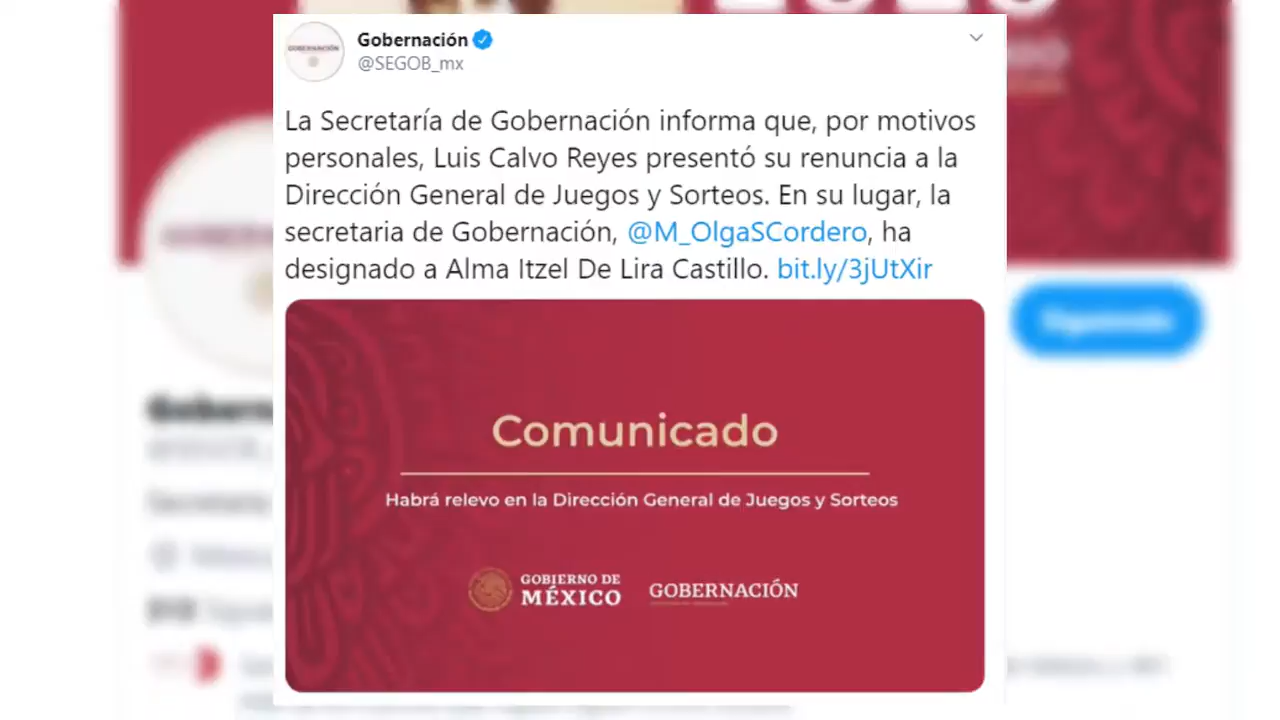 Gobernación
@SEGOB_mx
La Secretaría de Gobernación informa que, por motivos
personales, Luis Calvo Reyes presentó su renuncia a la
Dirección General de Juegos y Sorteos. En su lugar, la
secretaria de Gobernación, @M_OlgaSCordero, ha
designado a Alma Itzel De Lira Castillo. bit.ly/3jUtXir
Comunicado
Habrá relevo en la Dirección General de Juegos y Sorteos
GOBIERNO DE
MÉXICO
GOBERNACIÓN